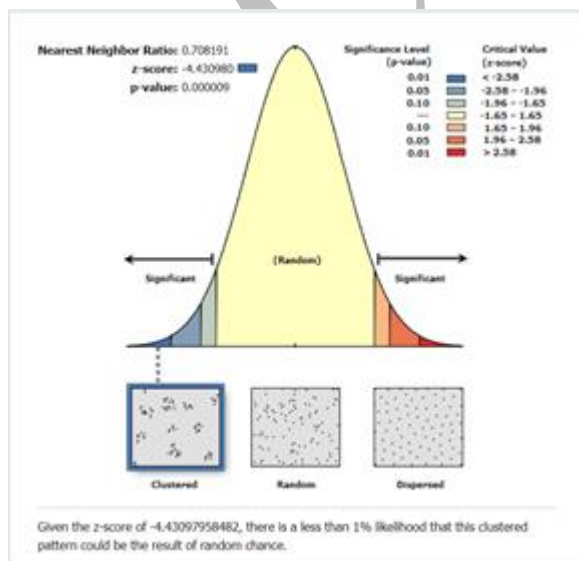 Nearest Neighbor Ratio: 0.708191
z-score: -4.430980
p-value: 0.000009
Significance Level (p-value)
Critical Value (z-score)
0.01 < -2.58
0.05 -2.58 – -1.96
0.10 -1.96 – -1.65
— -1.65 – 1.65
0.10 1.65 – 1.96
0.05 1.96 – 2.58
0.01 > 2.58
Significant
(Random)
Significant
Clustered
Random
Dispersed
Given the z-score of -4.43097958482, there is a less than 1% likelihood that this clustered
pattern could be the result of random chance.